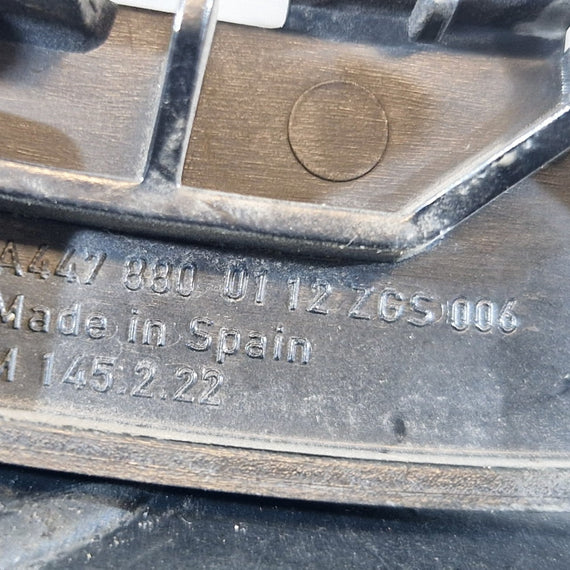 A447 880 01 12 ZGS 006
Made in Spain
M 145.2.22